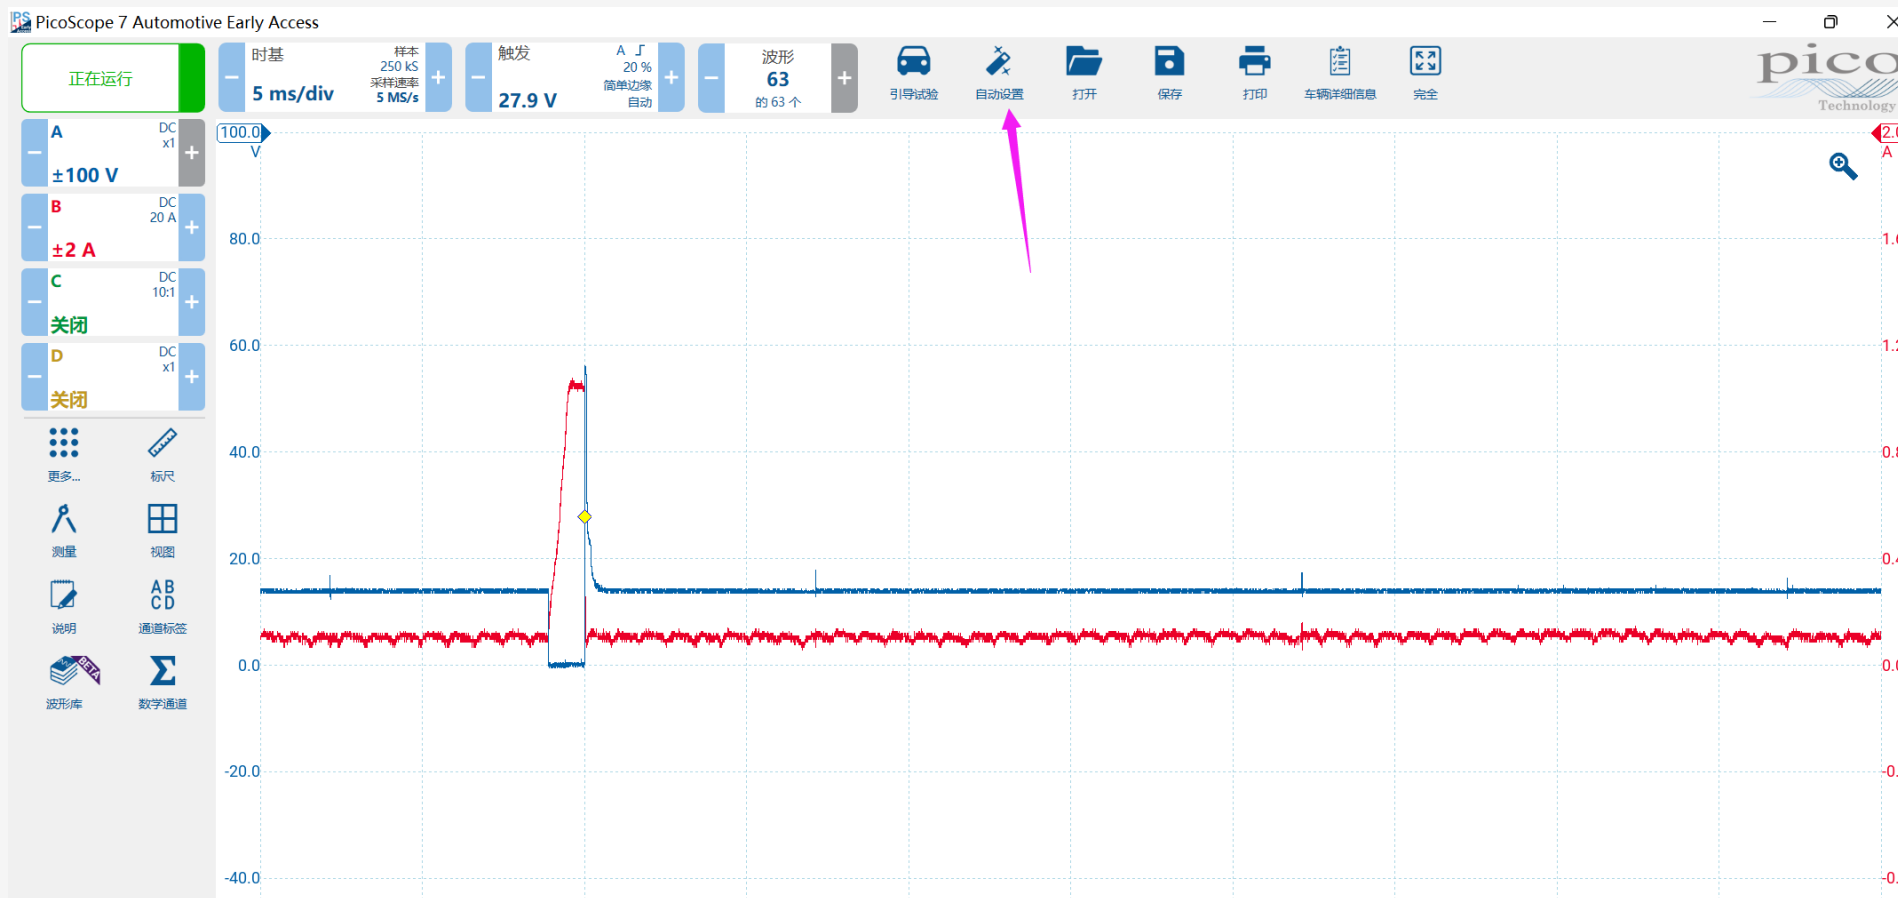 PicoScope 7 Automotive Early Access
正在运行
时基
样本
250 kS
采样速率
5 ms/div
5 MS/s
触发
A
20 %
简单边缘
27.9 V
自动
波形
63
的 63 个
引导试验
自动设置
打开
保存
打印
车辆详细信息
完全
pico
Technology
A
DC
x1
±100 V
B
DC
20 A
±2 A
C
DC
10:1
关闭
D
DC
x1
关闭
更多...
标尺
测量
视图
说明
AB
CD
通道标签
BETA
波形库
数学通道
100.0
V
80.0
60.0
40.0
20.0
0.0
-20.0
-40.0
A